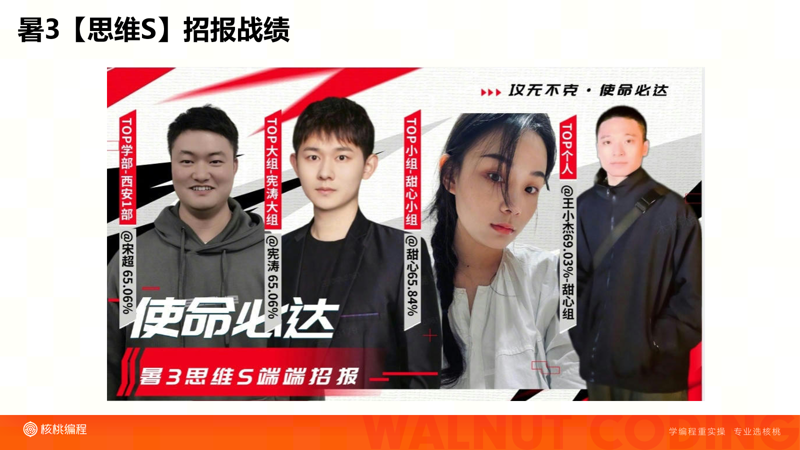 暑3【思维S】招报战绩
攻无不克·使命必达
TOP学部-西安1部
@宋超 65.06%
TOP大组-宪涛大组
@宪涛 65.06%
TOP小组-甜心小组
@甜心65.84%
TOP个人
@王小杰69.03%-甜心组
使命必达
暑3思维S端端招报
核桃编程
WALNUT CODING
学编程重实操 专业选核桃